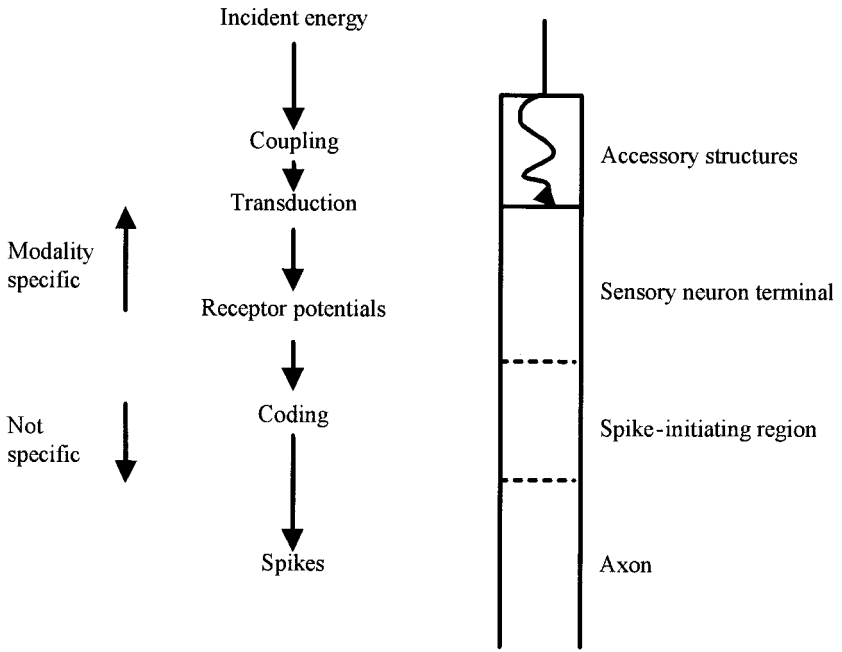 Incident energy
Coupling
Accessory structures
Transduction
Modality
specific
Sensory neuron terminal
Receptor potentials
Not
specific
Coding
Spike-initiating region
Spikes
Axon